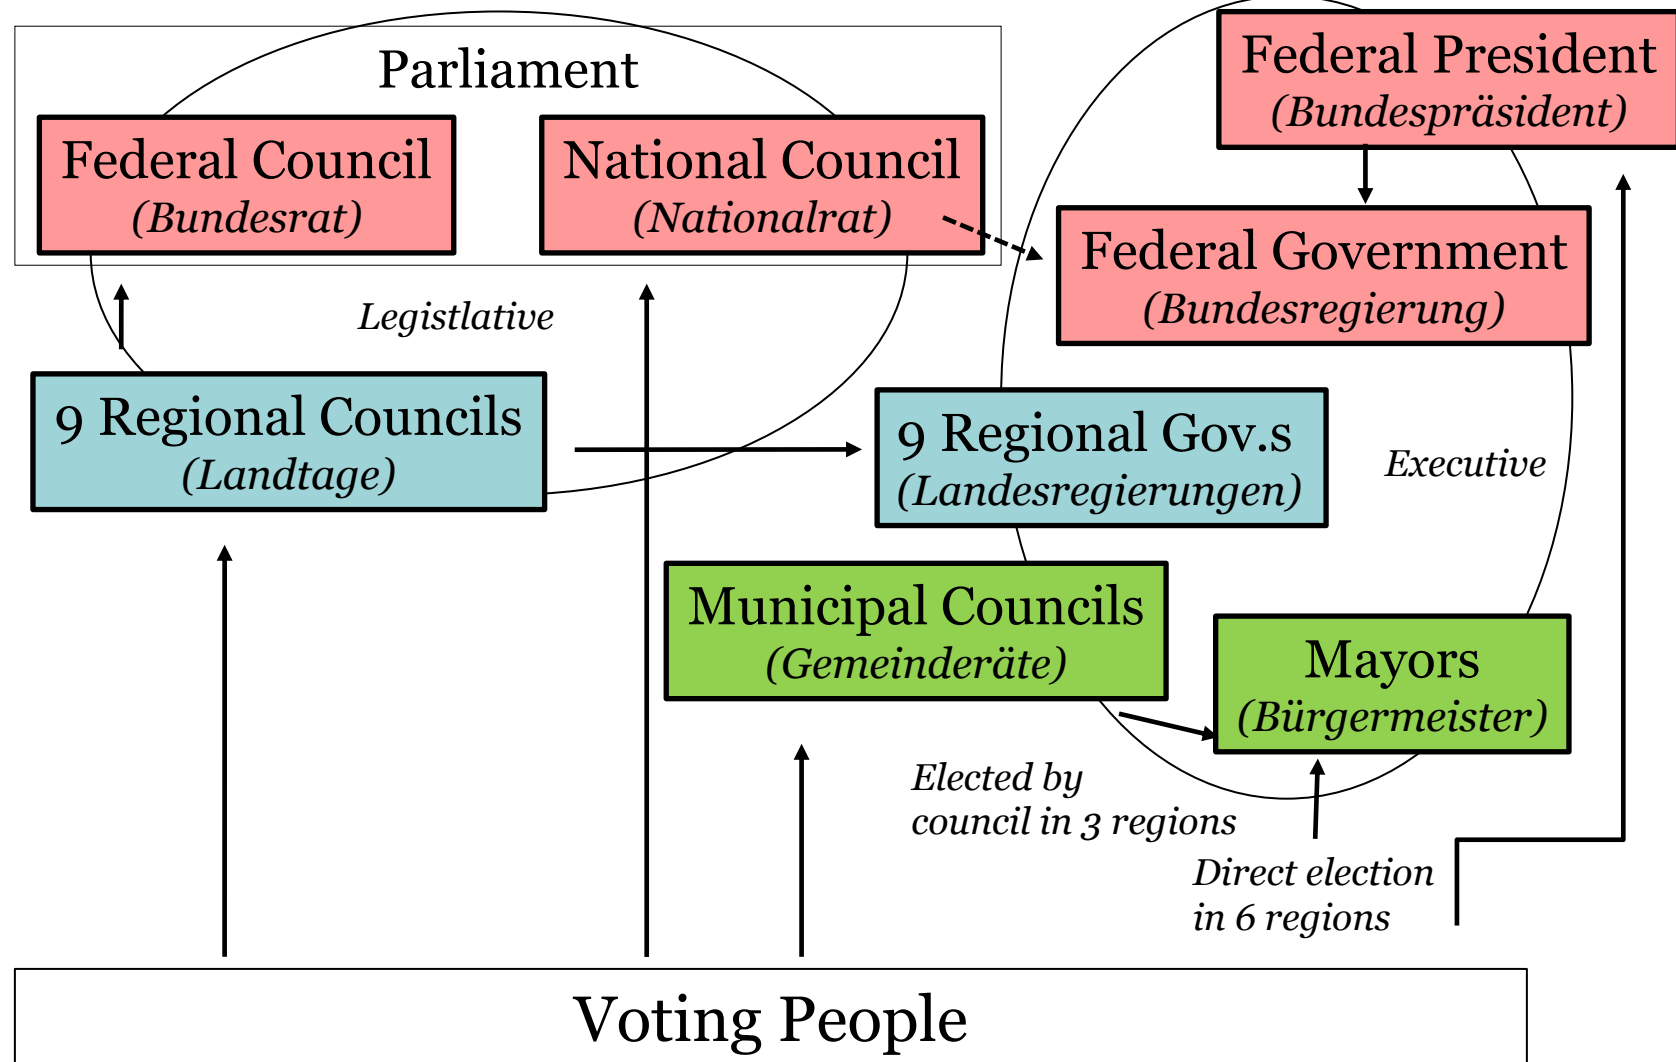 Parliament
Federal Council
(Bundesrat)
National Council
(Nationalrat)
Federal President
(Bundespräsident)
Federal Government
(Bundesregierung)
Legistlative
9 Regional Councils
(Landtage)
9 Regional Gov.s
(Landesregierungen)
Executive
Municipal Councils
(Gemeinderäte)
Mayors
(Bürgermeister)
Elected by
council in 3 regions
Direct election
in 6 regions
Voting People